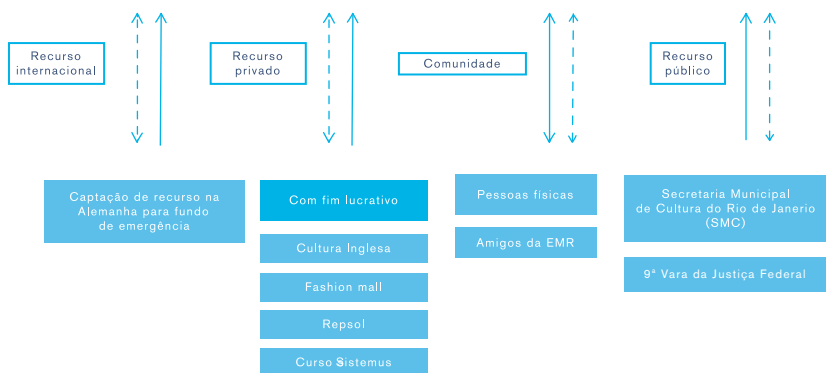 Recurso
internacional
Recurso
privado
Comunidade
Recurso
público
Captação de recurso na
Alemanha para fundo
de emergência
Com fim lucrativo
Cultura Inglesa
Fashion mall
Repsol
Curso Sistemus
Pessoas físicas
Amigos da EMR
Secretaria Municipal
de Cultura do Rio de Janerio
(SMC)
9ª Vara da Justiça Federal